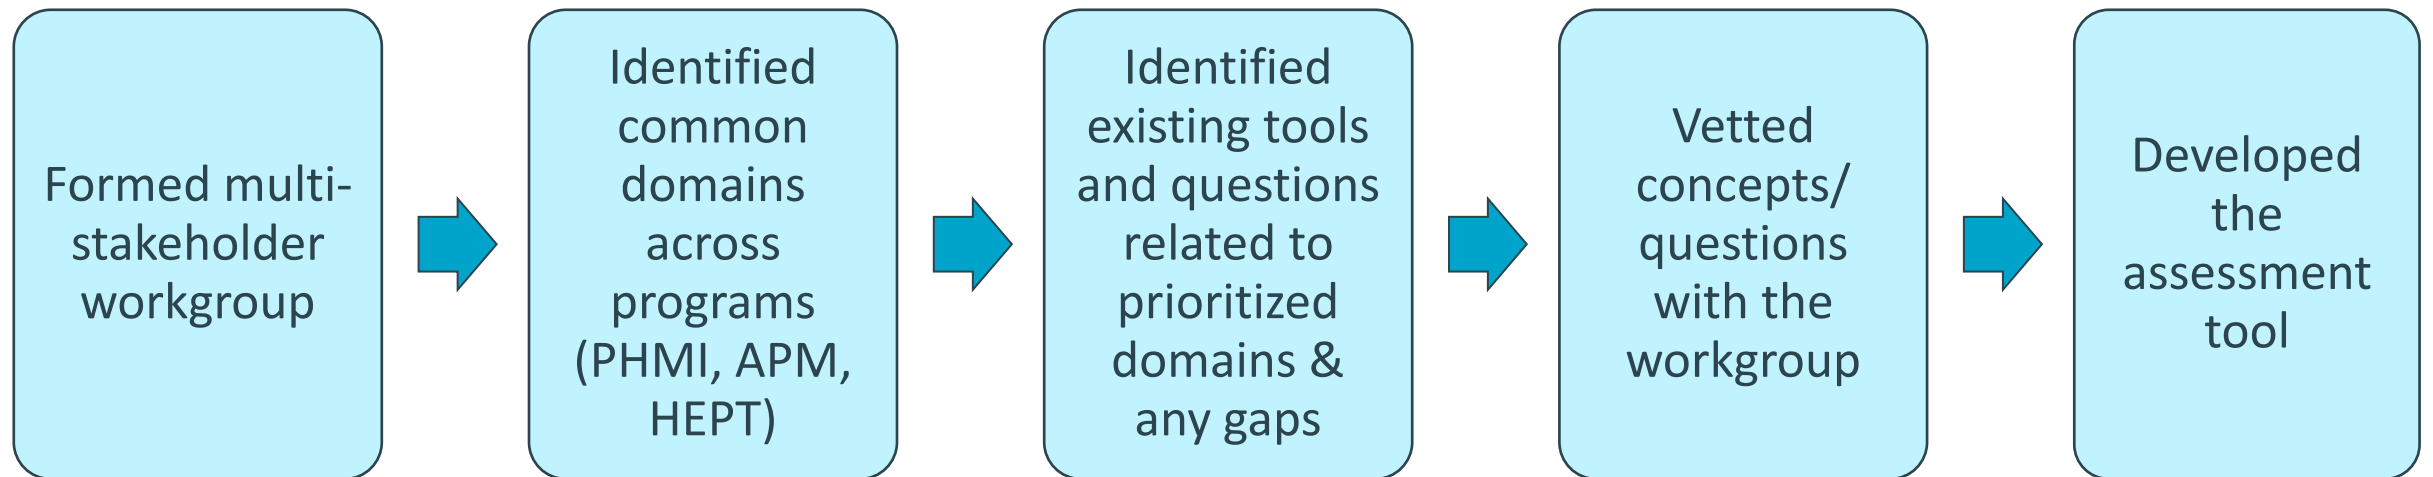 Formed multi-
stakeholder
workgroup
Identified
common
domains
across
programs
(PHMI, APM,
HEPT)
Identified
existing tools
and questions
related to
prioritized
domains &
any gaps
Vetted
concepts/
questions
with the
workgroup
Developed
the
assessment
tool